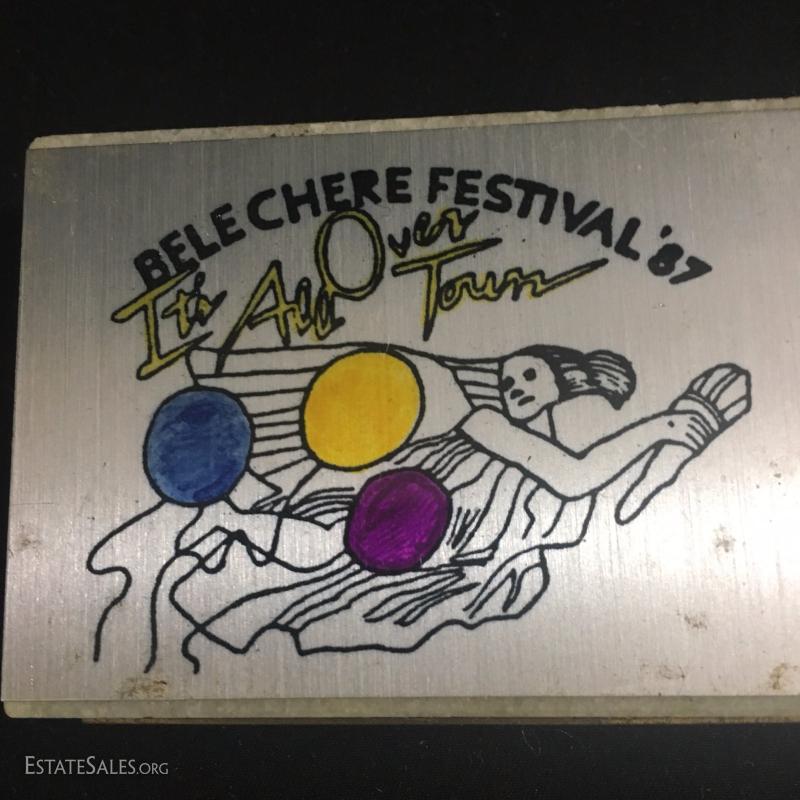 BELE CHERE FESTIVAL '87
It's All Over Town
ESTATESALES.ORG